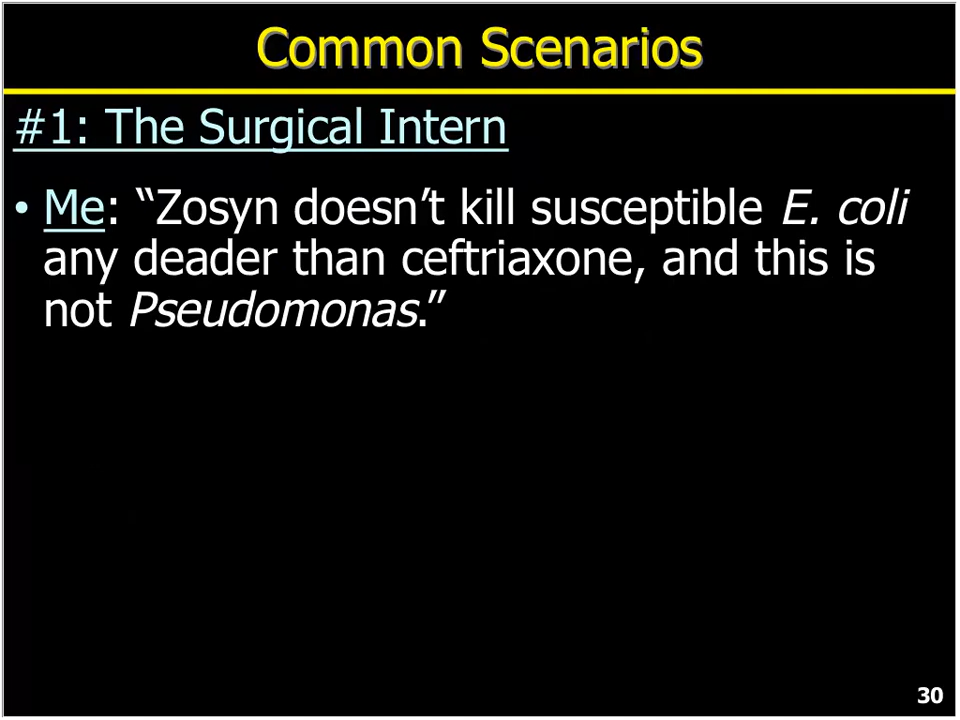 Common Scenarios
#1: The Surgical Intern
• Me: “Zosyn doesn’t kill susceptible E. coli
any deader than ceftriaxone, and this is
not Pseudomonas.”
30